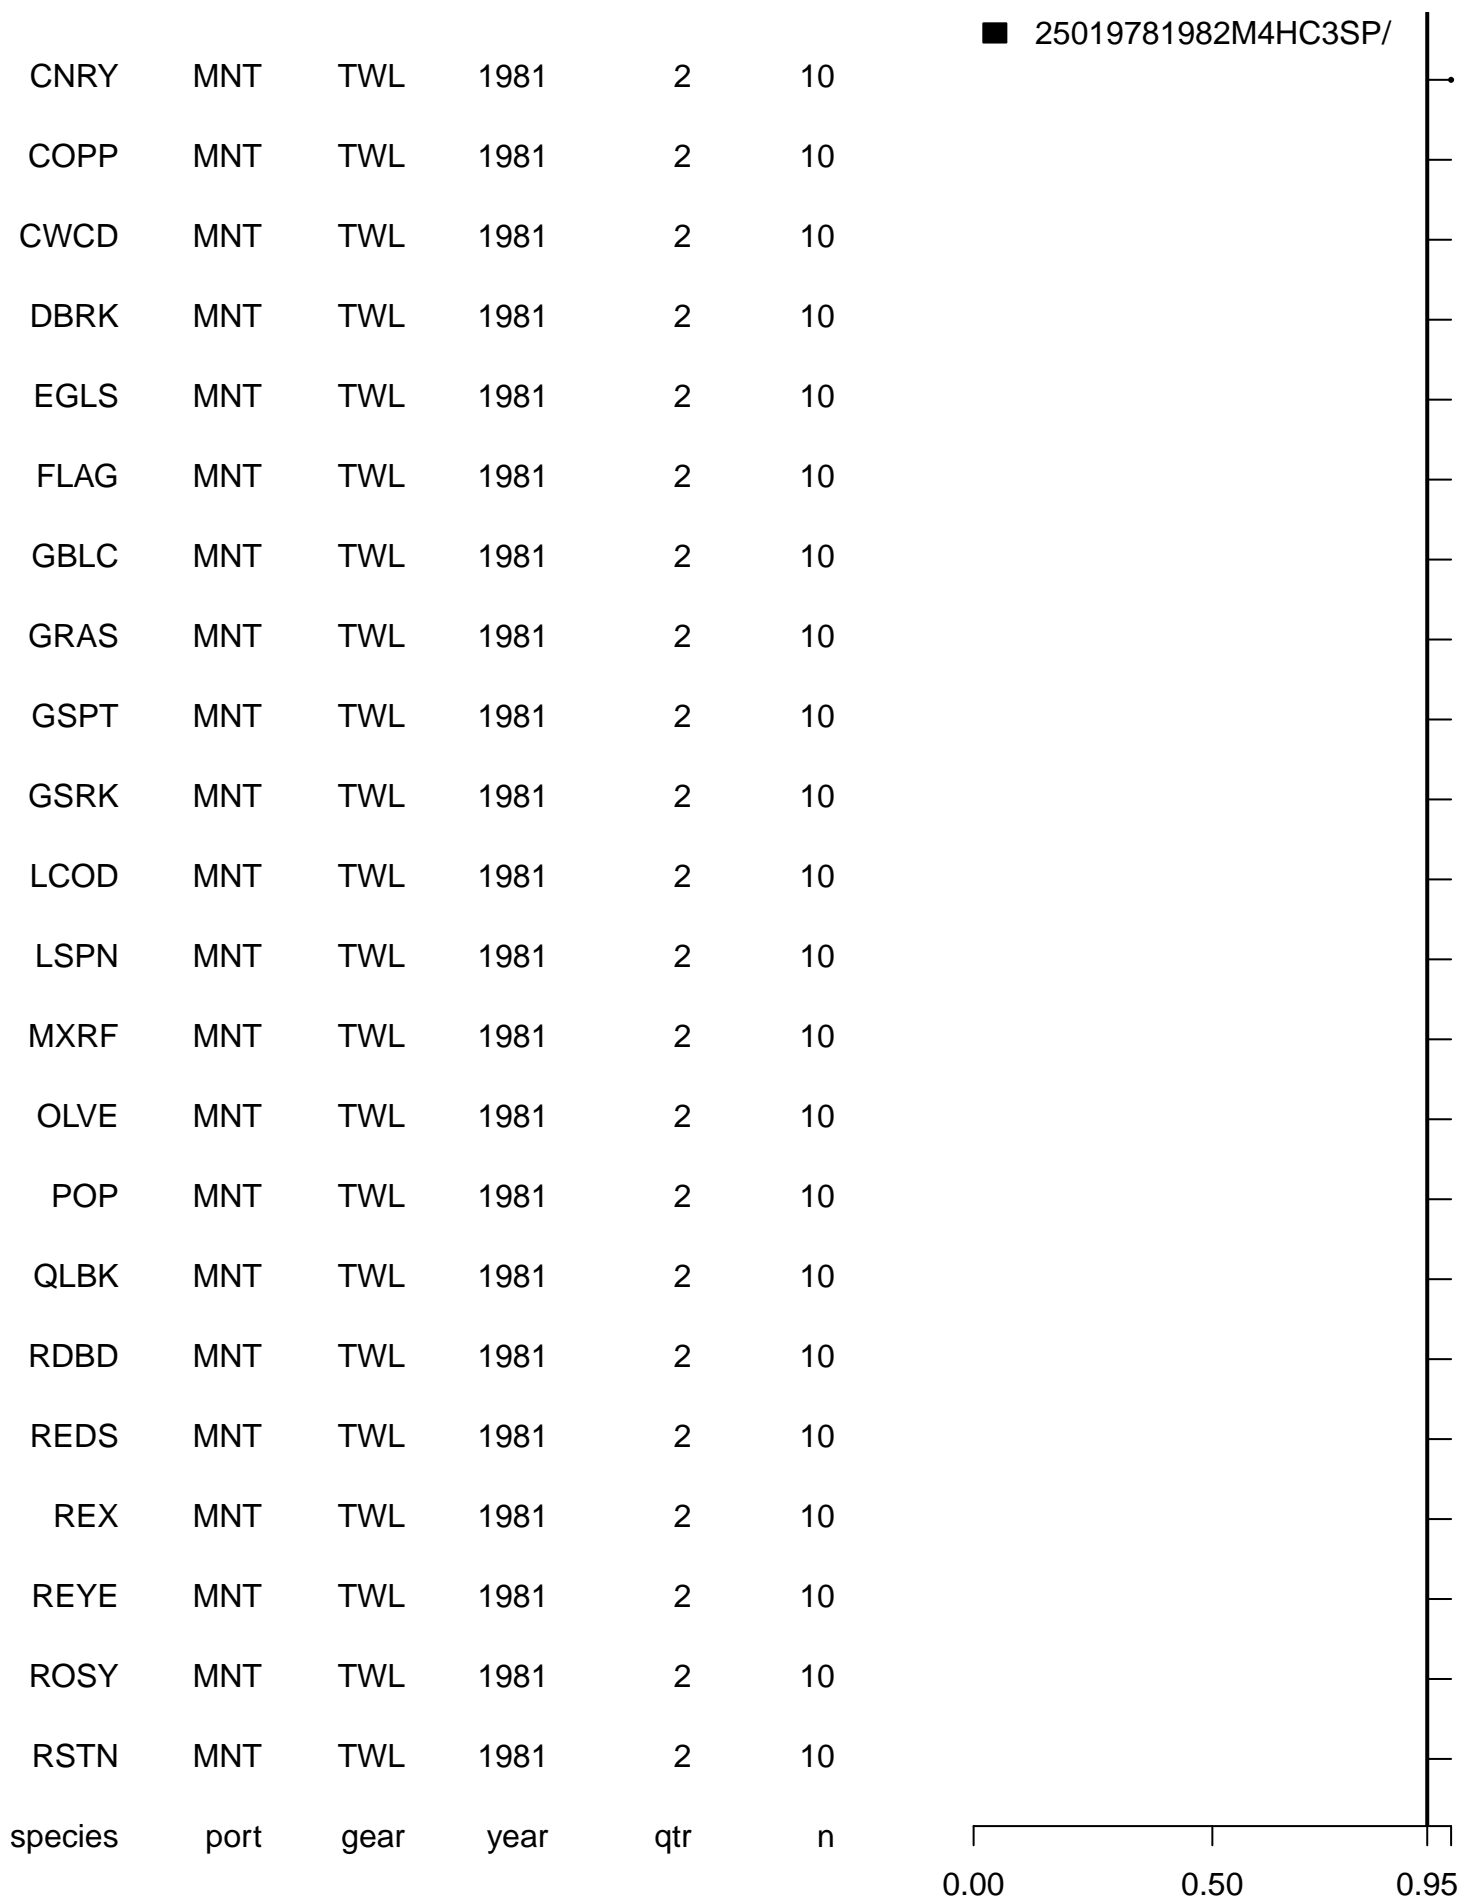 25019781982M4HC3SP/
CNRY MNT TWL 1981 2 10
COPP MNT TWL 1981 2 10
CWCD MNT TWL 1981 2 10
DBRK MNT TWL 1981 2 10
EGLS MNT TWL 1981 2 10
FLAG MNT TWL 1981 2 10
GBLC MNT TWL 1981 2 10
GRAS MNT TWL 1981 2 10
GSPT MNT TWL 1981 2 10
GSRK MNT TWL 1981 2 10
LCOD MNT TWL 1981 2 10
LSPN MNT TWL 1981 2 10
MXRF MNT TWL 1981 2 10
OLVE MNT TWL 1981 2 10
POP MNT TWL 1981 2 10
QLBK MNT TWL 1981 2 10
RDBD MNT TWL 1981 2 10
REDS MNT TWL 1981 2 10
REX MNT TWL 1981 2 10
REYE MNT TWL 1981 2 10
ROSY MNT TWL 1981 2 10
RSTN MNT TWL 1981 2 10
species port gear year qtr n
0.00 0.50 0.95